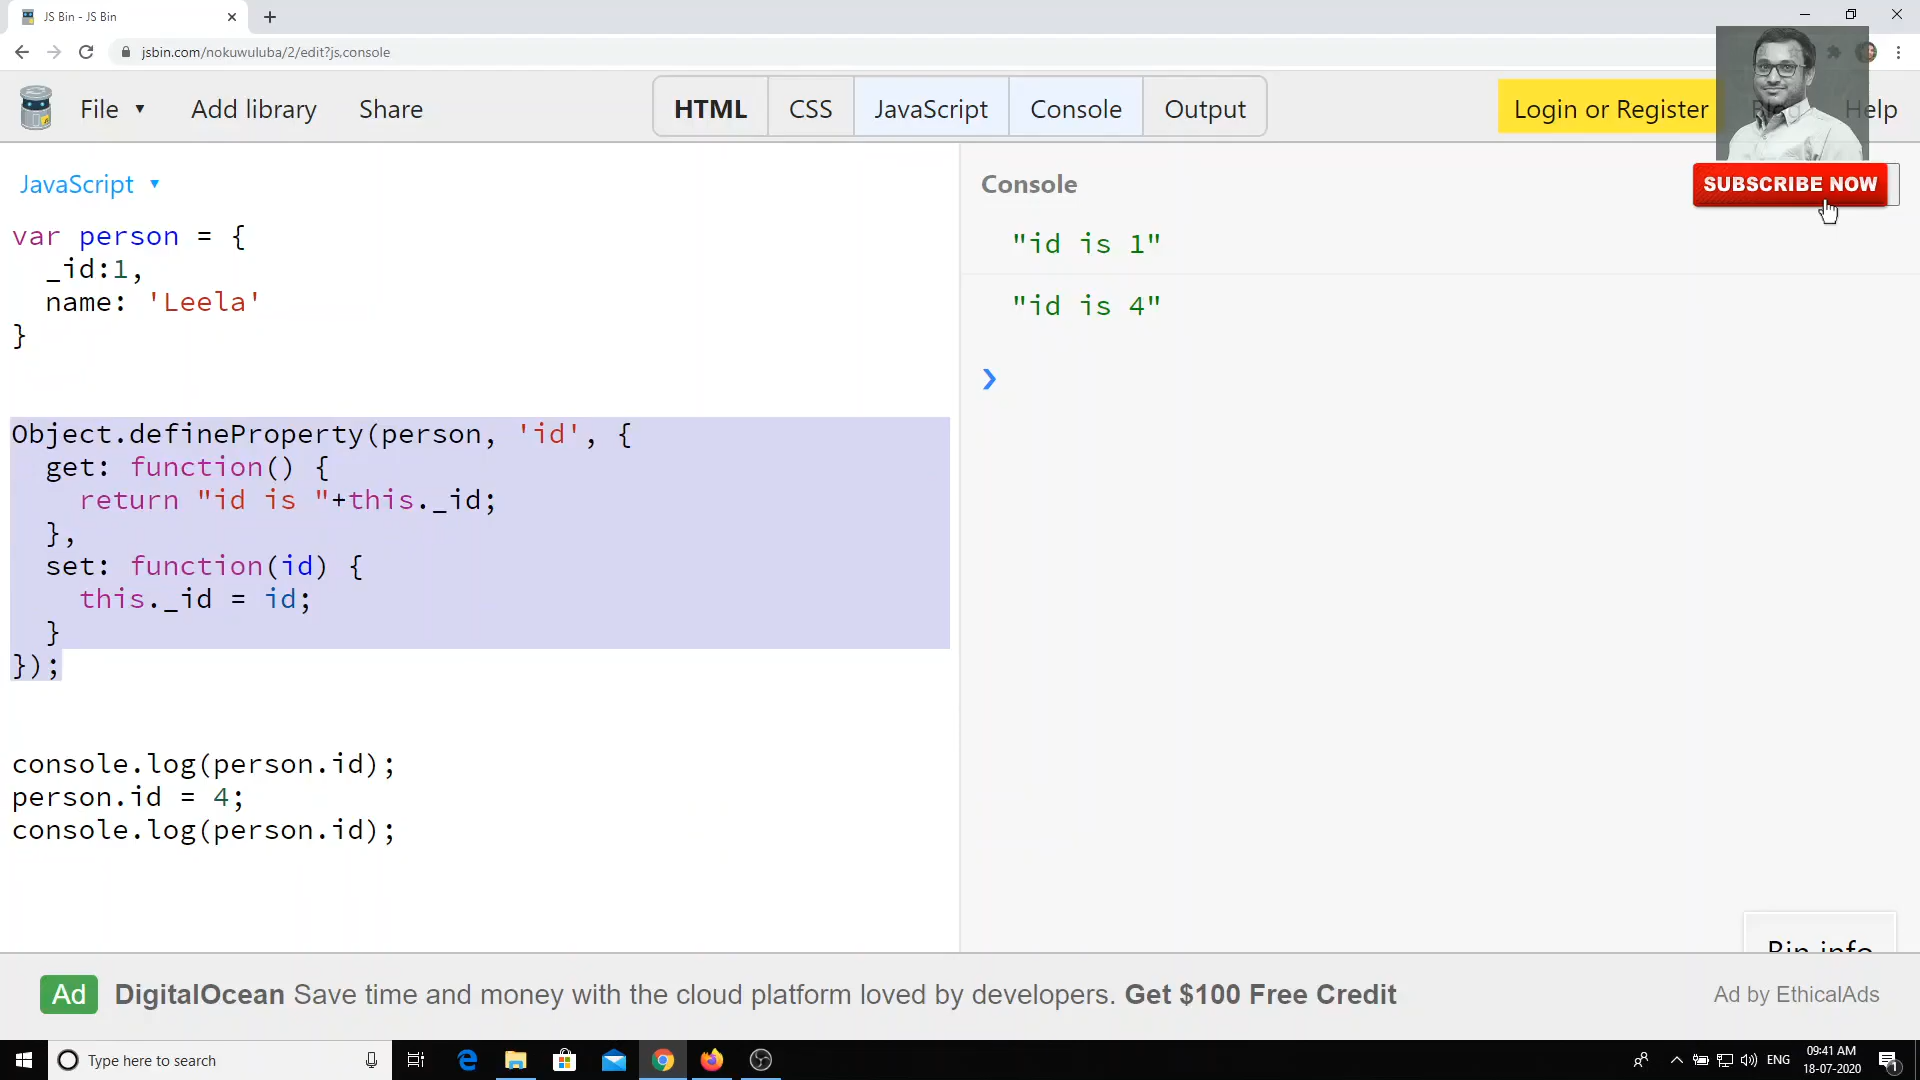 JS Bin - JS Bin
jsbin.com/nokuwuluba/2/edit?js,console
File ▼ Add library Share HTML CSS JavaScript Console Output Login or Register Blog Help
SUBSCRIBE NOW
JavaScript ▼
Console
var person = {
  _id:1,
  name: 'Leela'
}
Object.defineProperty(person, 'id', {
  get: function() {
    return "id is "+this._id;
  },
  set: function(id) {
    this._id = id;
  }
});
console.log(person.id);
person.id = 4;
console.log(person.id);
"id is 1"
"id is 4"
Bin info
Ad DigitalOcean Save time and money with the cloud platform loved by developers. Get $100 Free Credit Ad by EthicalAds
Type here to search
ENG
09:41 AM
18-07-2020
1